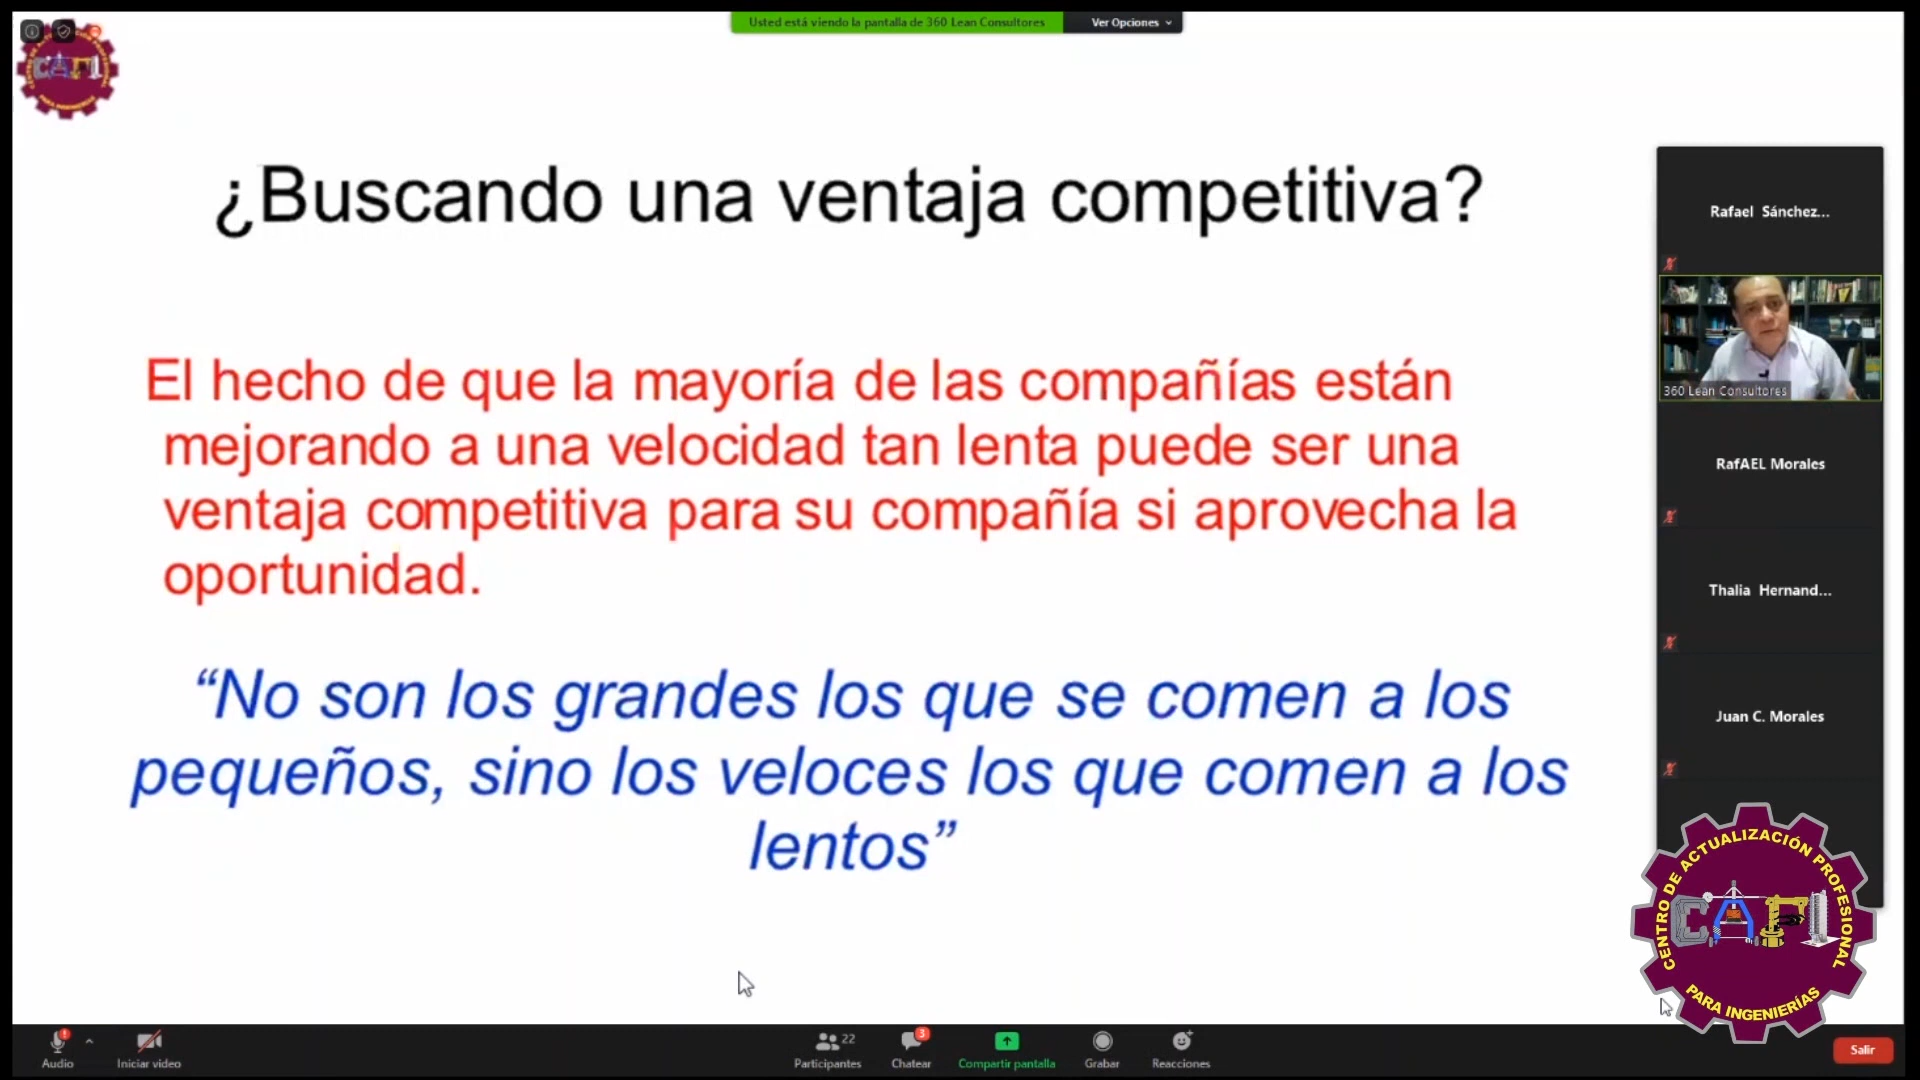 Usted está viendo la pantalla de 360 Lean Consultores
Ver Opciones
¿Buscando una ventaja competitiva?
El hecho de que la mayoría de las compañías están
mejorando a una velocidad tan lenta puede ser una
ventaja competitiva para su compañía si aprovecha la
oportunidad.
“No son los grandes los que se comen a los
pequeños, sino los veloces los que comen a los
lentos”
Rafael Sánchez...
360 Lean Consultores
RafAEL Morales
Thalia Hernand...
Juan C. Morales
CENTRO DE ACTUALIZACIÓN PROFESIONAL
CAPI
PARA INGENIERÍAS
Audio
Iniciar video
22
Participantes
3
Chatear
Compartir pantalla
Grabar
Reacciones
Salir